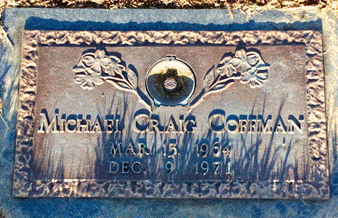 MICHAEL CRAIG COFFMAN
MAR. 15, 1964
DEC. 9, 1971